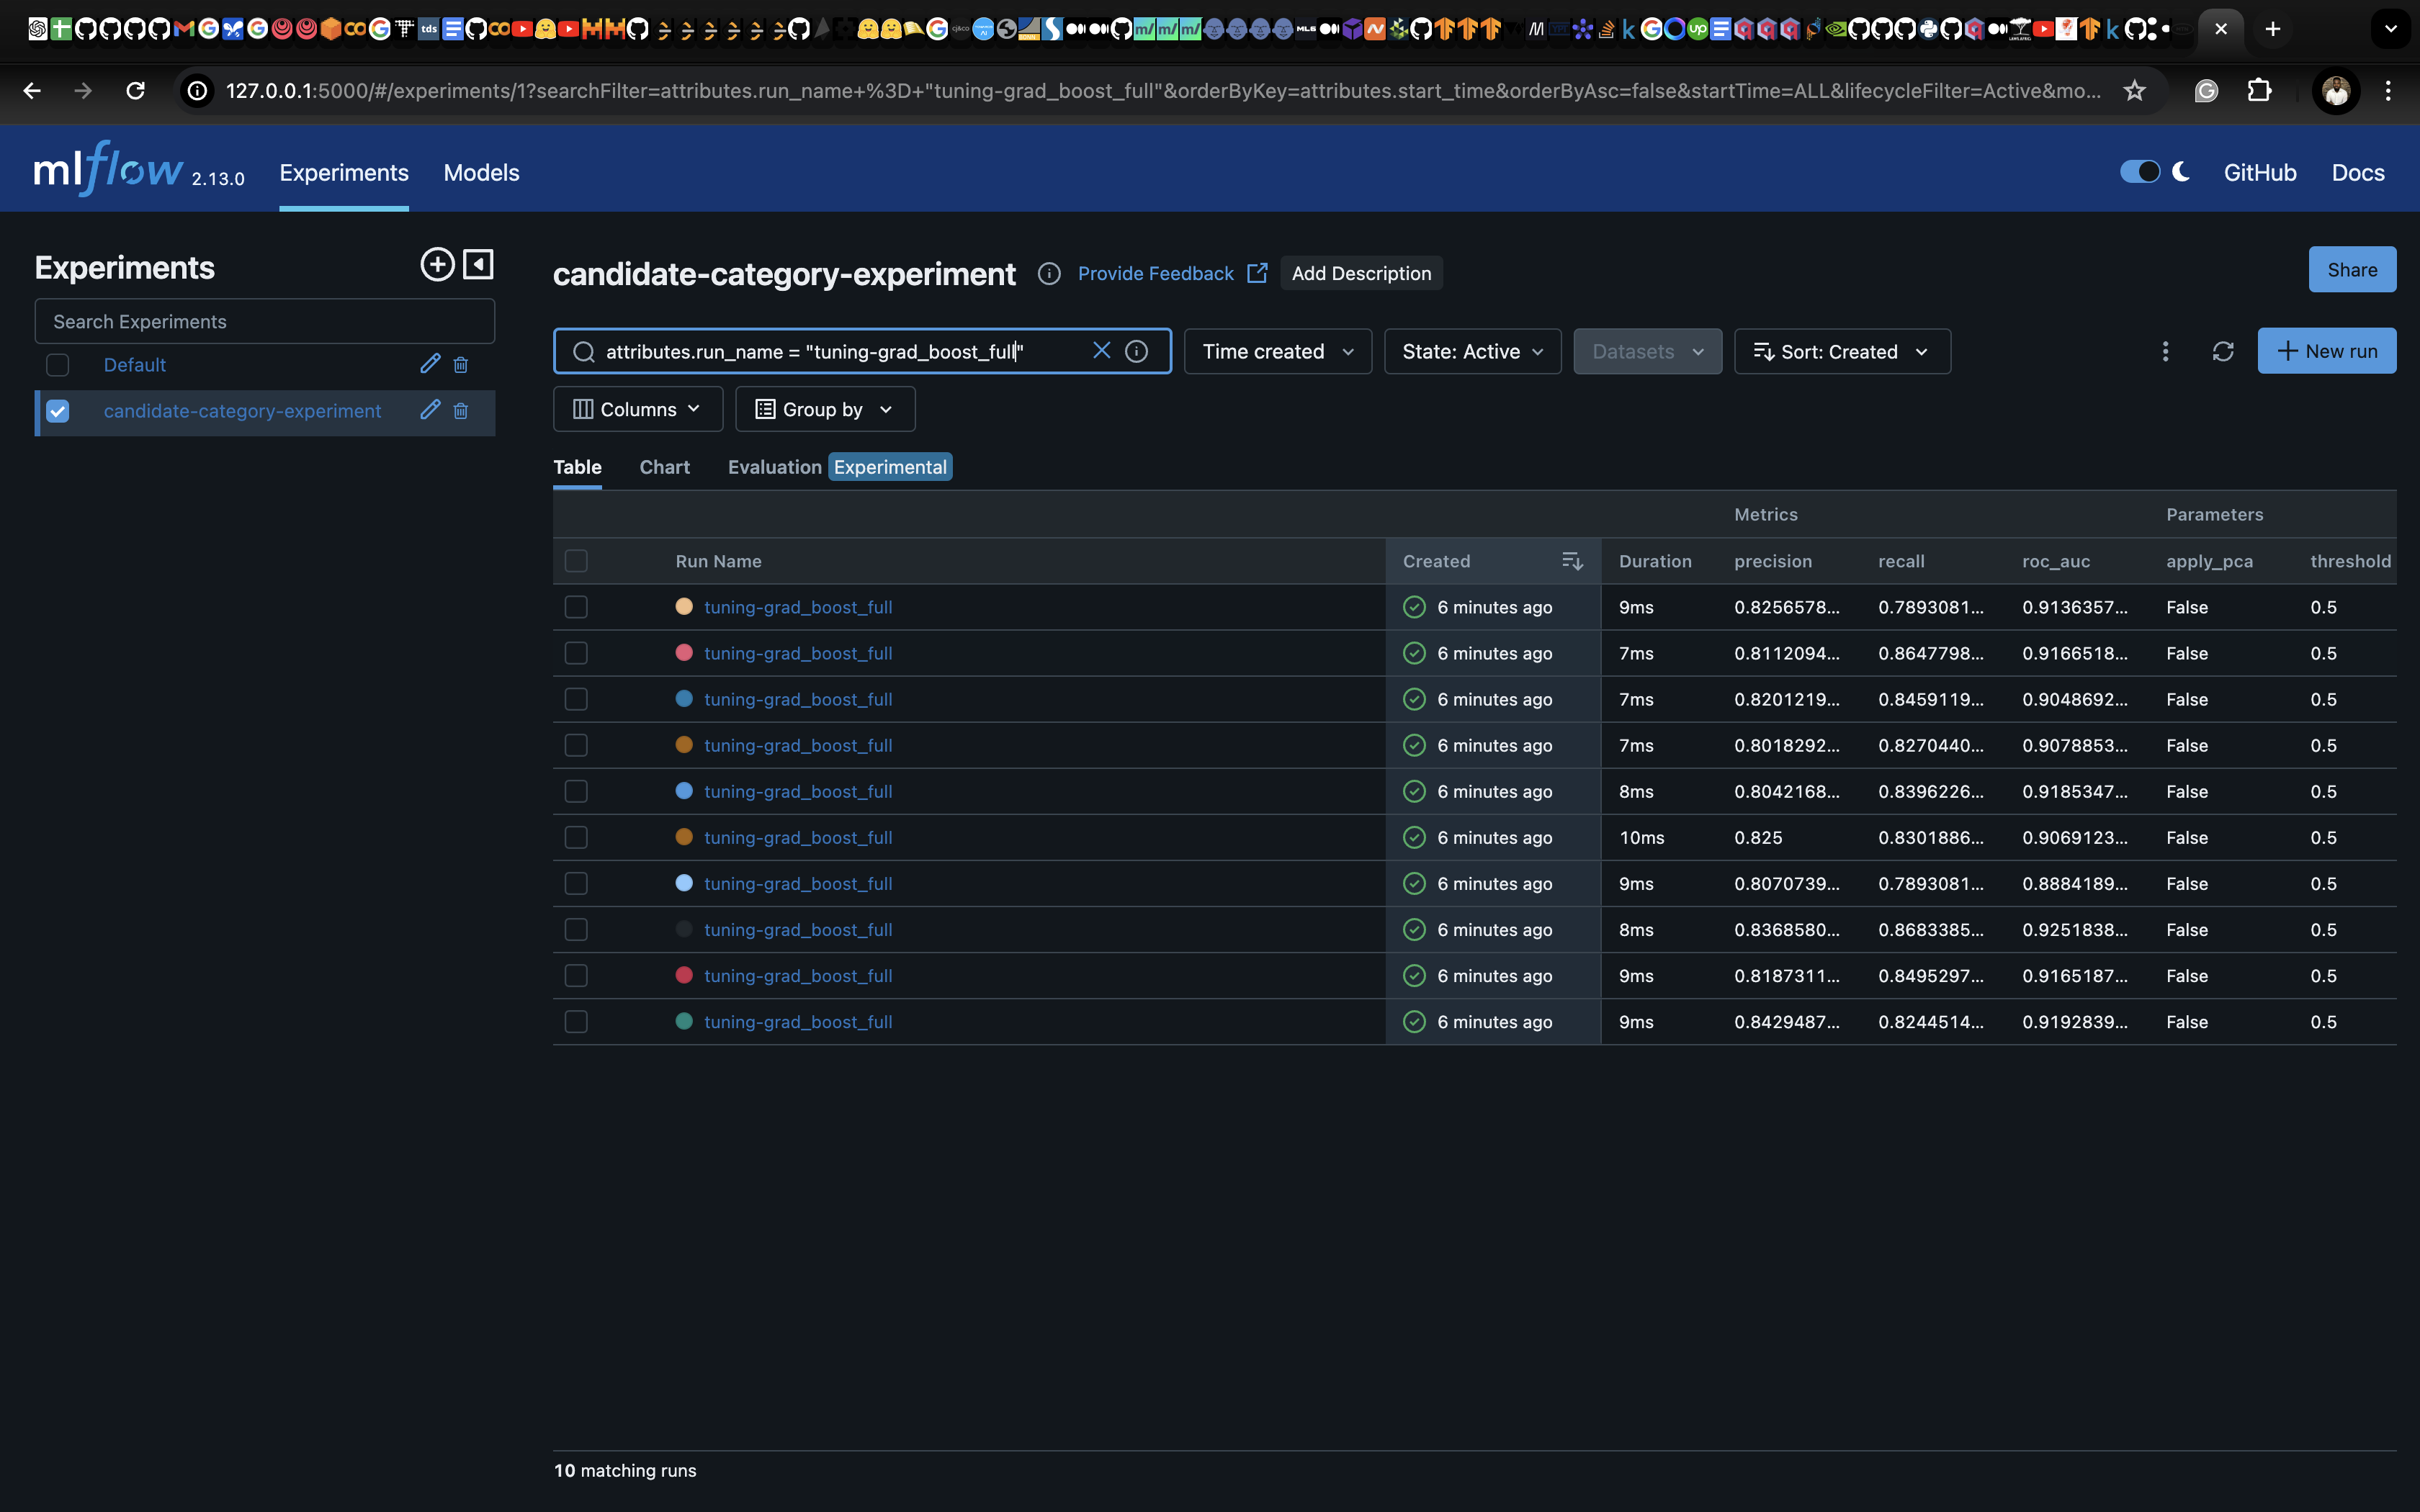 127.0.0.1:5000/#/experiments/1?searchFilter=attributes.run_name+%3D+"tuning-grad_boost_full"&orderByKey=attributes.start_time&orderByAsc=false&startTime=ALL&lifecycleFilter=Active&mo...
mlflow 2.13.0 Experiments Models GitHub Docs
Experiments
Search Experiments
Default
candidate-category-experiment
candidate-category-experiment Provide Feedback Add Description Share
attributes.run_name = "tuning-grad_boost_full" Time created State: Active Datasets Sort: Created New run
Columns Group by
Table Chart Evaluation Experimental
Metrics Parameters
Run Name Created Duration precision recall roc_auc apply_pca threshold
tuning-grad_boost_full 6 minutes ago 9ms 0.8256578... 0.7893081... 0.9136357... False 0.5
tuning-grad_boost_full 6 minutes ago 7ms 0.8112094... 0.8647798... 0.9166518... False 0.5
tuning-grad_boost_full 6 minutes ago 7ms 0.8201219... 0.8459119... 0.9048692... False 0.5
tuning-grad_boost_full 6 minutes ago 7ms 0.8018292... 0.8270440... 0.9078853... False 0.5
tuning-grad_boost_full 6 minutes ago 8ms 0.8042168... 0.8396226... 0.9185347... False 0.5
tuning-grad_boost_full 6 minutes ago 10ms 0.825 0.8301886... 0.9069123... False 0.5
tuning-grad_boost_full 6 minutes ago 9ms 0.8070739... 0.7893081... 0.8884189... False 0.5
tuning-grad_boost_full 6 minutes ago 8ms 0.8368580... 0.8683385... 0.9251838... False 0.5
tuning-grad_boost_full 6 minutes ago 9ms 0.8187311... 0.8495297... 0.9165187... False 0.5
tuning-grad_boost_full 6 minutes ago 9ms 0.8429487... 0.8244514... 0.9192839... False 0.5
10 matching runs